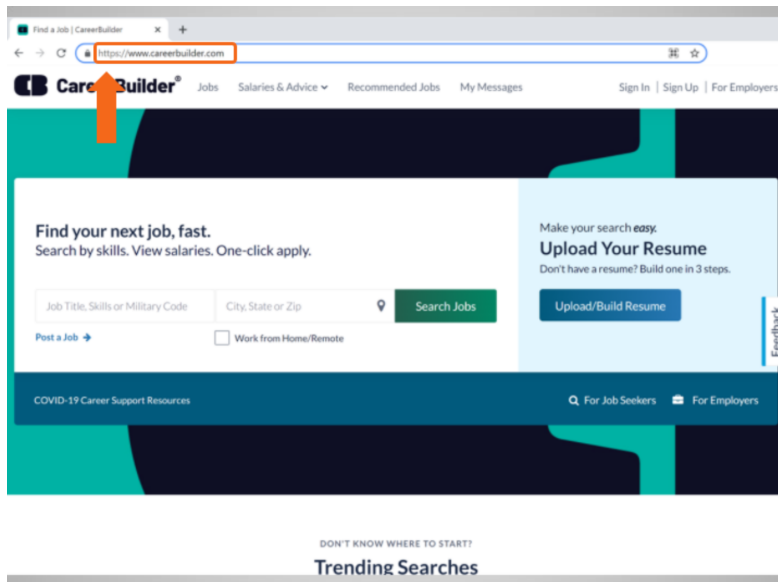 Find a Job | CareerBuilder
https://www.careerbuilder.com
CareerBuilder®
Jobs
Salaries & Advice
Recommended Jobs
My Messages
Sign In | Sign Up | For Employers
Find your next job, fast.
Search by skills. View salaries. One-click apply.
Job Title, Skills or Military Code
City, State or Zip
Search Jobs
Post a Job
Work from Home/Remote
Make your search easy.
Upload Your Resume
Don't have a resume? Build one in 3 steps.
Upload/Build Resume
Feedback
COVID-19 Career Support Resources
For Job Seekers
For Employers
DON'T KNOW WHERE TO START?
Trending Searches